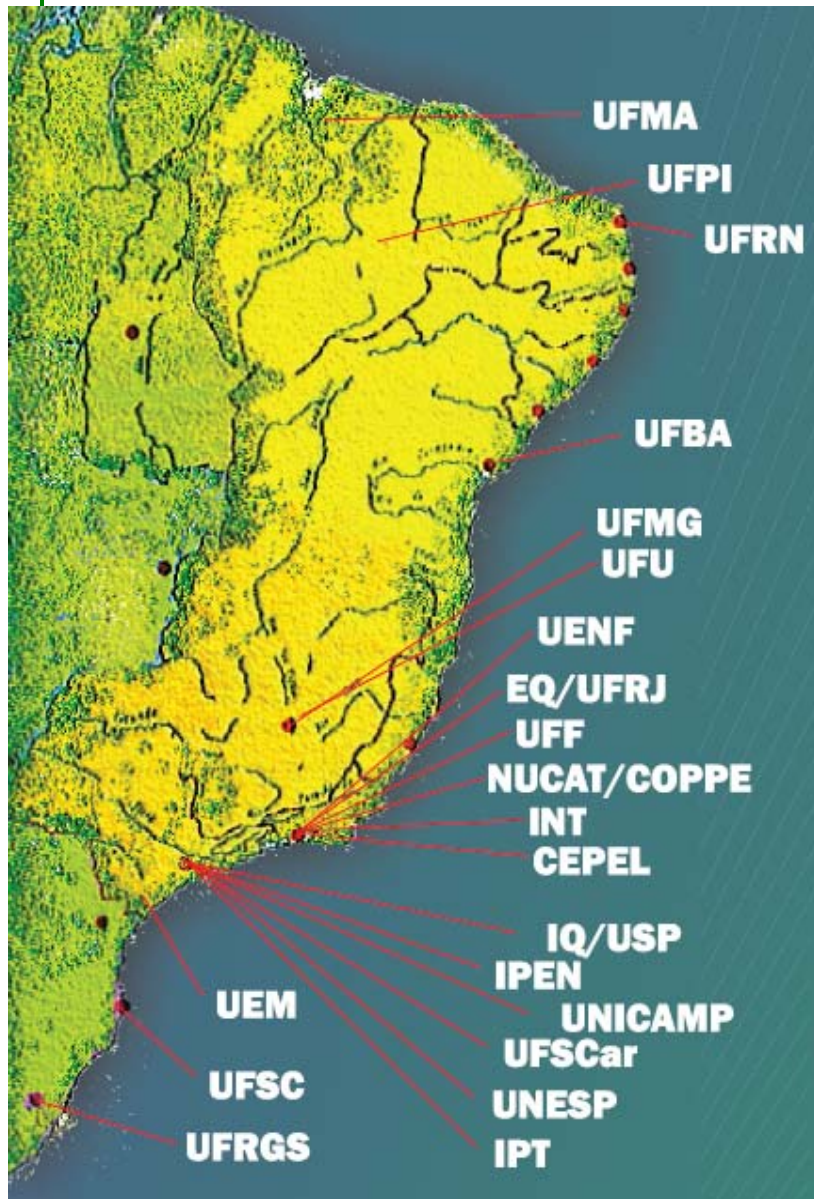 UFMA
UFPI
UFRN
UFBA
UFMG
UFU
UENF
EQ/UFRJ
UFF
NUCAT/COPPE
INT
CEPEL
IQ/USP
IPEN
UEM
UNICAMP
UFSCar
UFSC
UNESP
UFRGS
IPT